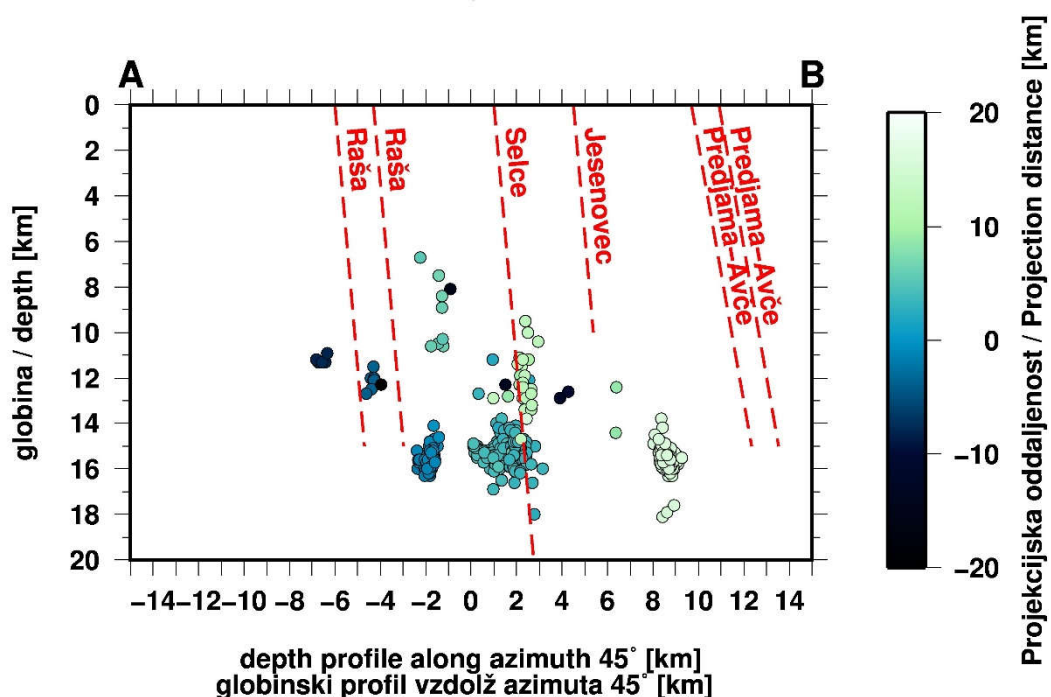 A
B
0
2
4
6
8
10
12
14
16
18
20
globina / depth [km]
Raša
Raša
Selce
Jesenovec
Predjama–Avče
Predjama–Avče
−14−12−10 −8 −6 −4 −2 0 2 4 6 8 10 12 14
depth profile along azimuth 45° [km]
globinski profil vzdolž azimuta 45° [km]
20
10
0
−10
−20
Projekcijska oddaljenost / Projection distance [km]